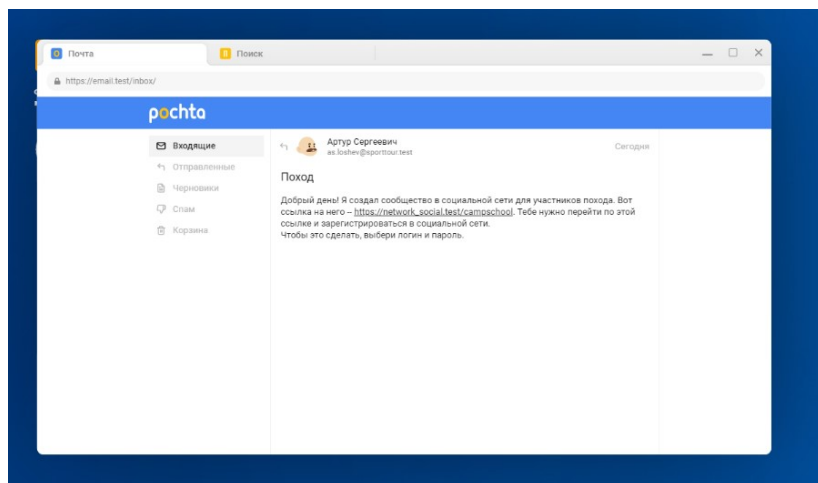 Почта
Поиск
https://email.test/inbox/
pochta
Входящие
Отправленные
Черновики
Спам
Корзина
Артур Сергеевич
as.loshev@sporttour.test
Сегодня
Поход
Добрый день! Я создал сообщество в социальной сети для участников похода. Вот
ссылка на него – https://network_social.test/campschool. Тебе нужно перейти по этой
ссылке и зарегистрироваться в социальной сети.
Чтобы это сделать, выбери логин и пароль.